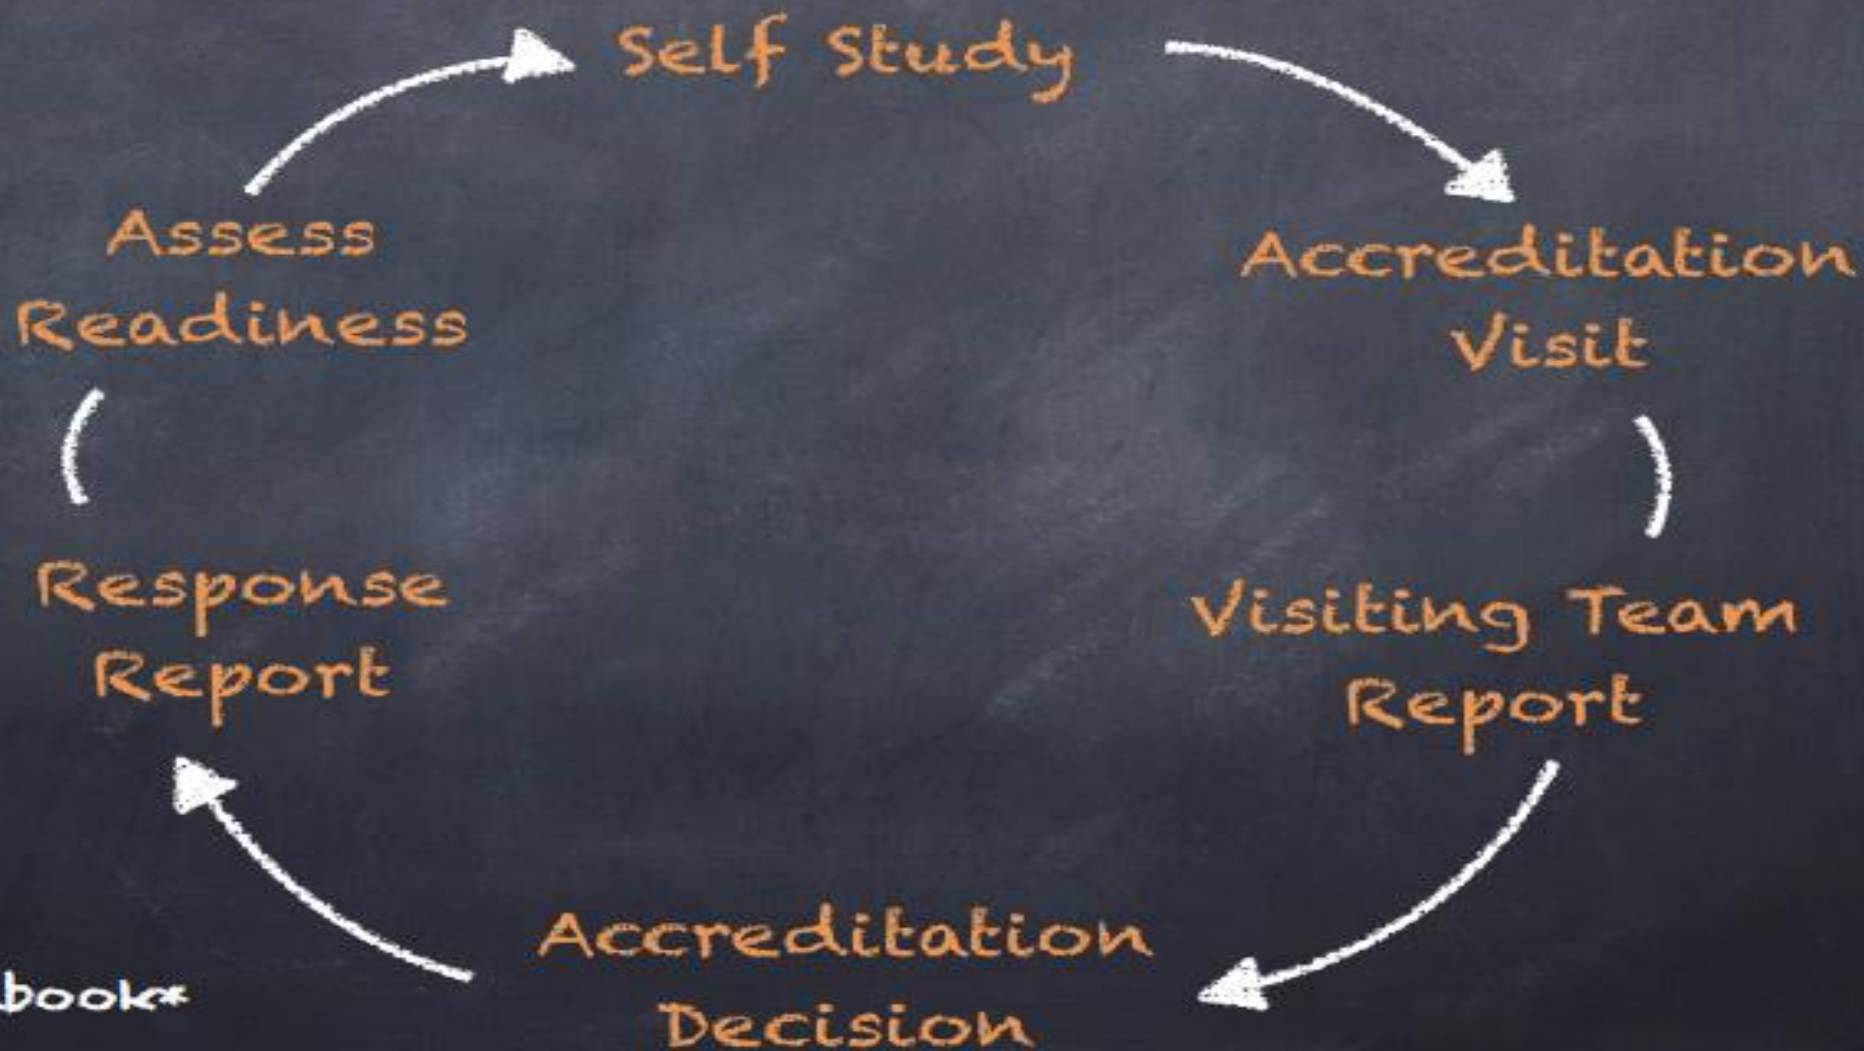 Self Study
Assess
Readiness
Accreditation
Visit
Response
Report
Visiting Team
Report
Accreditation
Decision
book*